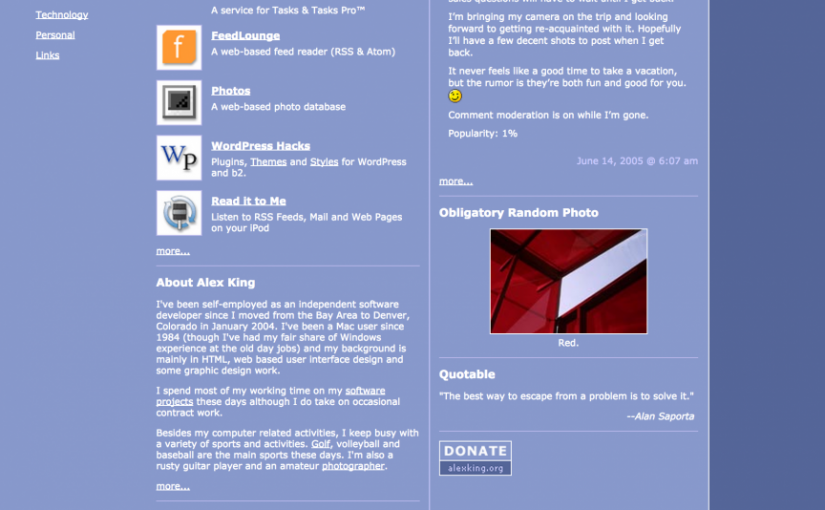 Technology
Personal
Links
A service for Tasks & Tasks Pro™
FeedLounge
A web-based feed reader (RSS & Atom)
Photos
A web-based photo database
WordPress Hacks
Plugins, Themes and Styles for WordPress
and b2.
Read it to Me
Listen to RSS Feeds, Mail and Web Pages
on your iPod
more...
About Alex King
I've been self-employed as an independent software
developer since I moved from the Bay Area to Denver,
Colorado in January 2004. I've been a Mac user since
1984 (though I've had my fair share of Windows
experience at the old day jobs) and my background is
mainly in HTML, web based user interface design and
some graphic design work.
I spend most of my working time on my software
projects these days although I do take on occasional
contract work.
Besides my computer related activities, I keep busy with
a variety of sports and activities. Golf, volleyball and
baseball are the main sports these days. I'm also a
rusty guitar player and an amateur photographer.
more...
sales questions will have to wait until I get back.
I'm bringing my camera on the trip and looking
forward to getting re-acquainted with it. Hopefully
I'll have a few decent shots to post when I get
back.
It never feels like a good time to take a vacation,
but the rumor is they're both fun and good for you.
Comment moderation is on while I'm gone.
Popularity: 1%
June 14, 2005 @ 6:07 am
more...
Obligatory Random Photo
Red.
Quotable
"The best way to escape from a problem is to solve it."
--Alan Saporta
DONATE
alexking.org
f
Wp